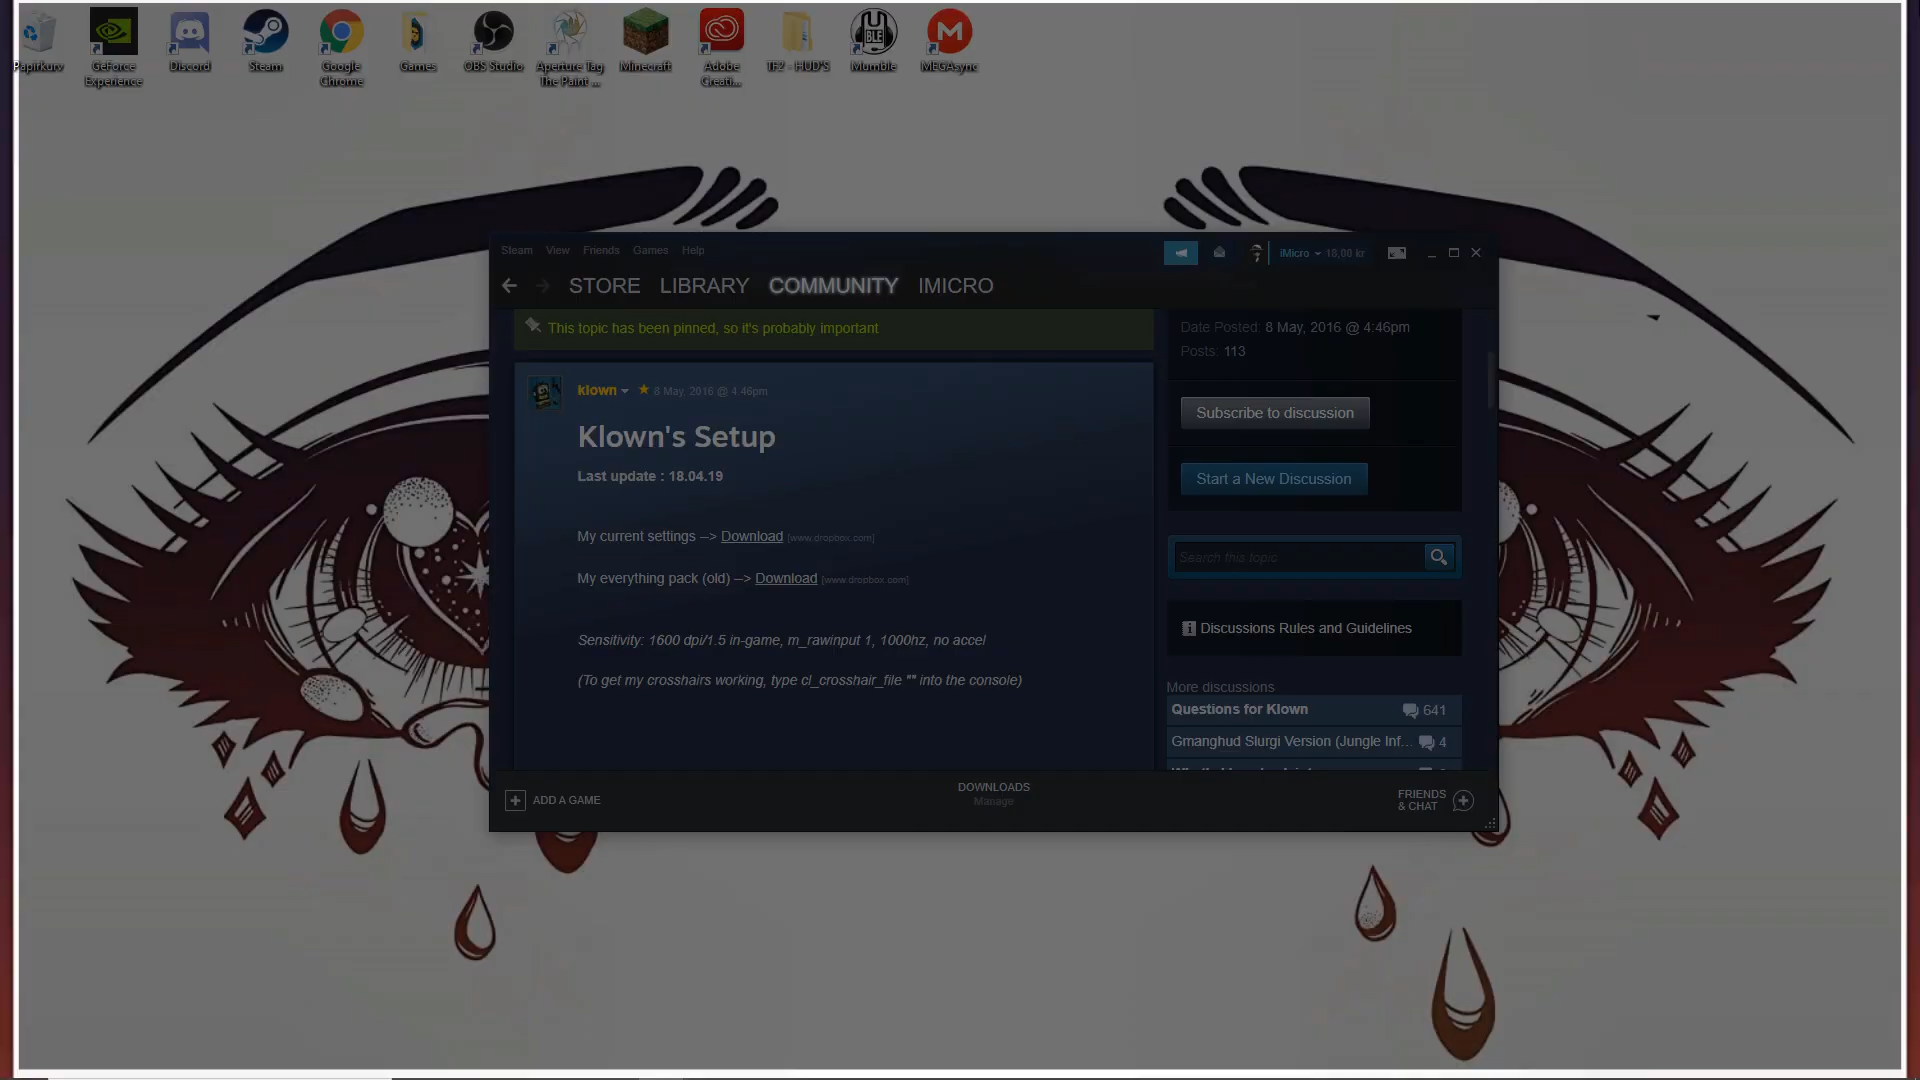 Papirkurv
GeForce Experience
Discord
Steam
Google Chrome
Games
OBS Studio
Aperture Tag The Paint ...
Minecraft
Adobe Creati...
TF2 - HUD'S
Mumble
MEGAsync
Steam View Friends Games Help
iMicro 18,00 kr
STORE LIBRARY COMMUNITY IMICRO
This topic has been pinned, so it's probably important
klown 8 May, 2016 @ 4:46pm
Klown's Setup
Last update : 18.04.19
My current settings --> Download [www.dropbox.com]
My everything pack (old) --> Download [www.dropbox.com]
Sensitivity: 1600 dpi/1.5 in-game, m_rawinput 1, 1000hz, no accel
(To get my crosshairs working, type cl_crosshair_file "" into the console)
Date Posted: 8 May, 2016 @ 4:46pm
Posts: 113
Subscribe to discussion
Start a New Discussion
Search this topic
Discussions Rules and Guidelines
More discussions
Questions for Klown 641
Gmanghud Slurgi Version (Jungle Inf... 4
ADD A GAME
DOWNLOADS
Manage
FRIENDS
& CHAT